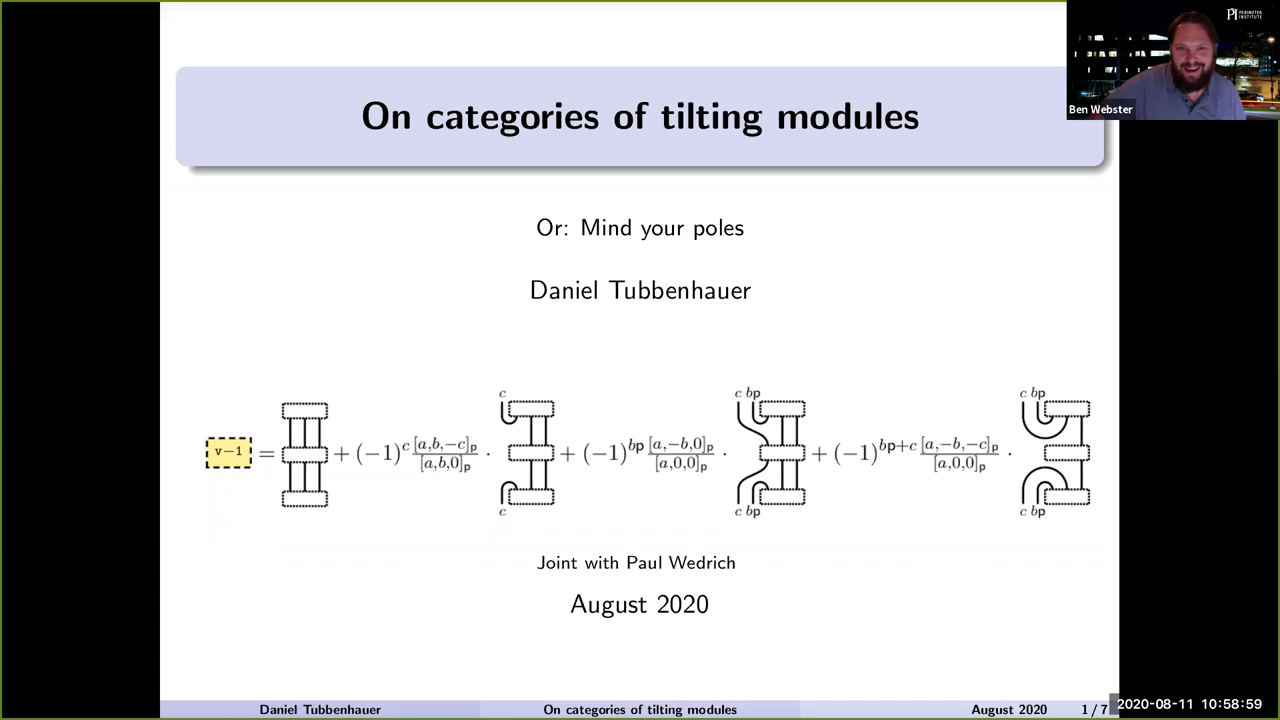 PI PERIMETER INSTITUTE
Ben Webster
On categories of tilting modules
Or: Mind your poles
Daniel Tubbenhauer
c c bp c bp
v−1 = + (−1)^c [a,b,−c]_p / [a,b,0]_p · + (−1)^{bp} [a,−b,0]_p / [a,0,0]_p · + (−1)^{bp+c} [a,−b,−c]_p / [a,0,0]_p ·
c c bp c bp
Joint with Paul Wedrich
August 2020
Daniel Tubbenhauer On categories of tilting modules August 2020 1 / 7
2020-08-11 10:58:59